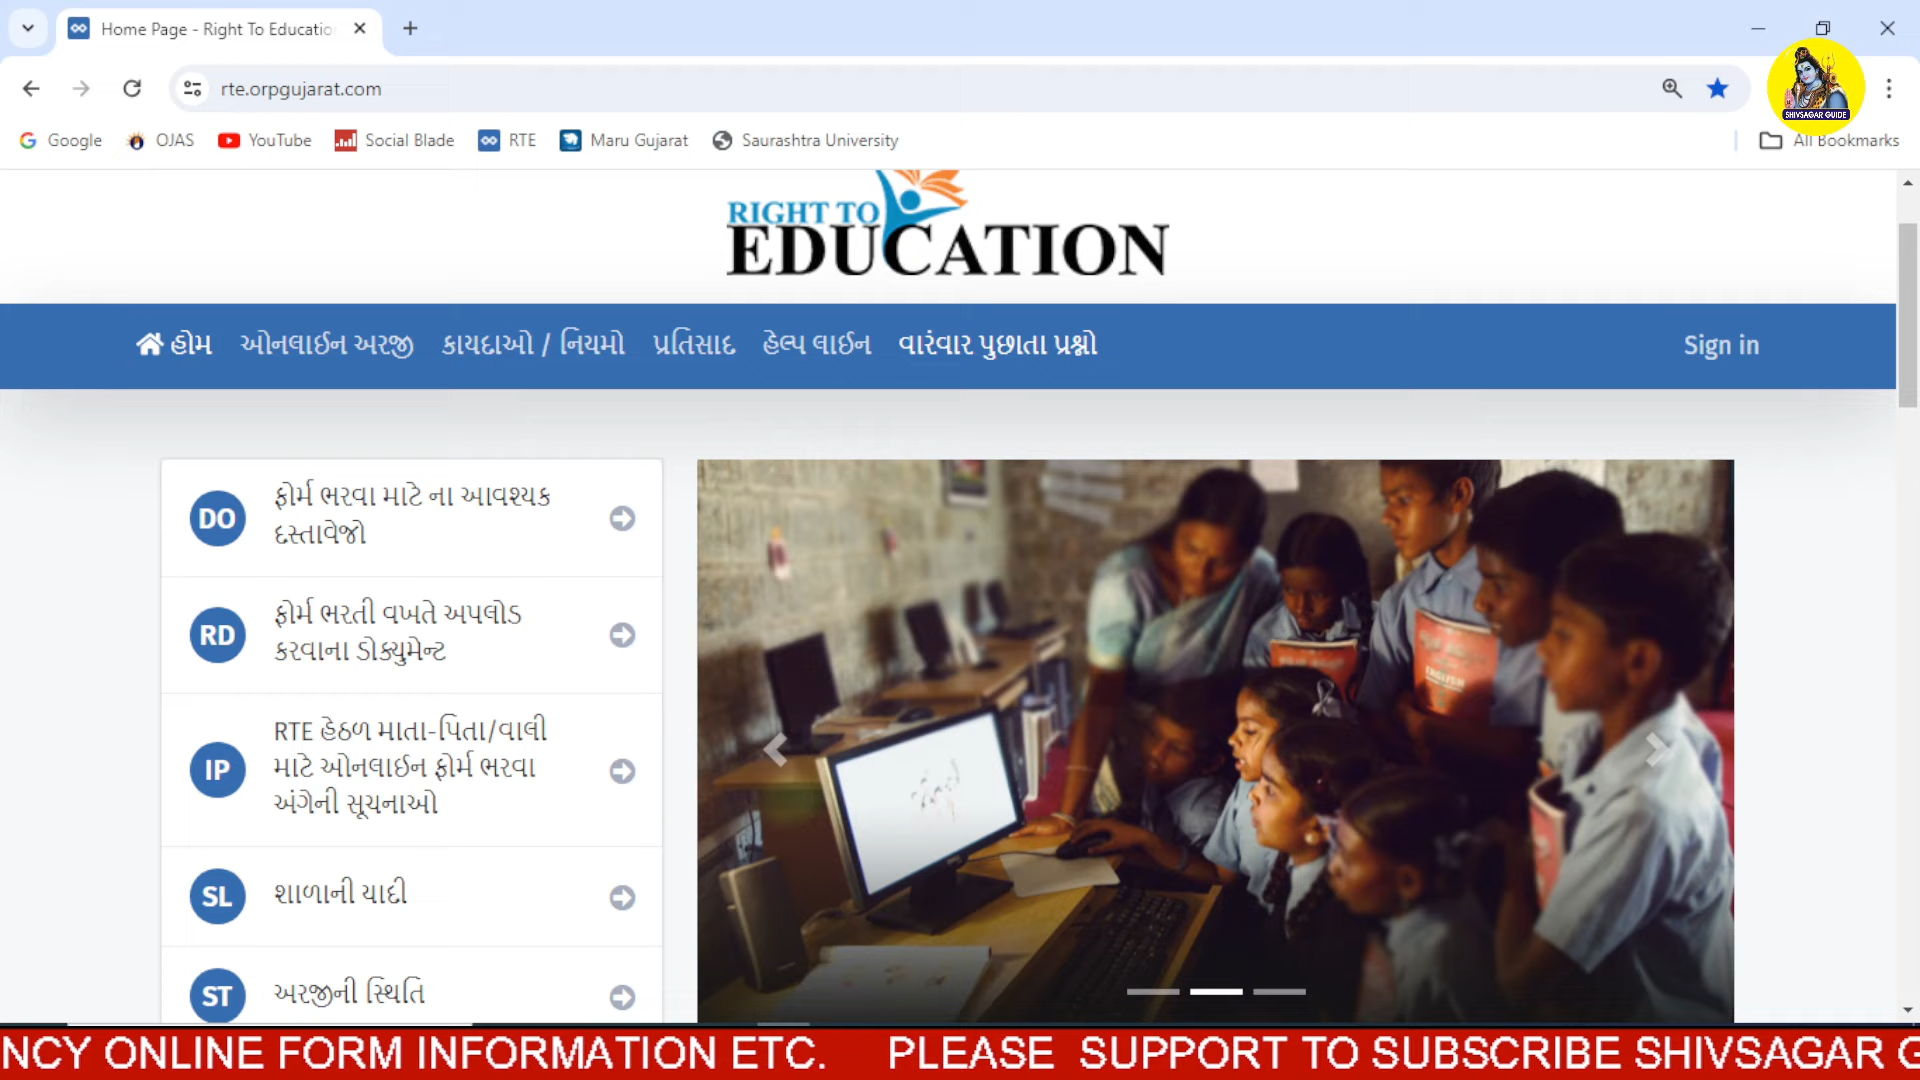 Home Page - Right To Educatio
rte.orpgujarat.com
SHIVSAGAR GUIDE
Google OJAS YouTube Social Blade RTE Maru Gujarat Saurashtra University All Bookmarks
RIGHT TO
EDUCATION
હોમ ઓનલાઈન અરજી કાયદાઓ / નિયમો પ્રતિસાદ હેલ્પ લાઈન વારંવાર પુછાતા પ્રશ્નો Sign in
DO ફોર્મ ભરવા માટે ના આવશ્યક
દસ્તાવેજો
RD ફોર્મ ભરતી વખતે અપલોડ
કરવાના ડોક્યુમેન્ટ
IP RTE હેઠળ માતા-પિતા/વાલી
માટે ઓનલાઈન ફોર્મ ભરવા
અંગેની સૂચનાઓ
SL શાળાની યાદી
ST અરજીની સ્થિતિ
ENGLISH
NCY ONLINE FORM INFORMATION ETC. PLEASE SUPPORT TO SUBSCRIBE SHIVSAGAR G